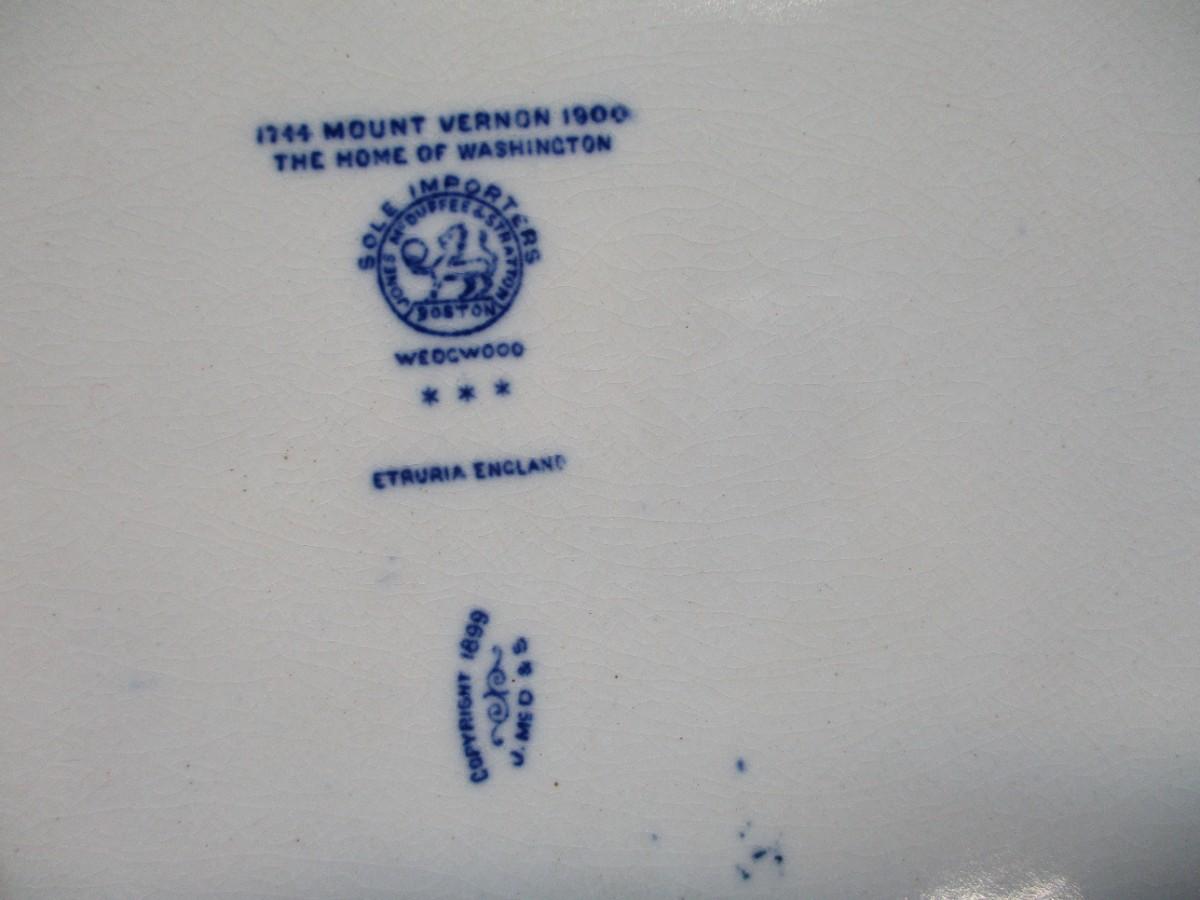 1744 MOUNT VERNON 1900
THE HOME OF WASHINGTON
SOLE IMPORTERS
JONES McDUFFEE & STRATTON
BOSTON
WEDGWOOD
* * *
ETRURIA ENGLAND
COPYRIGHT 1899
J. McD & S